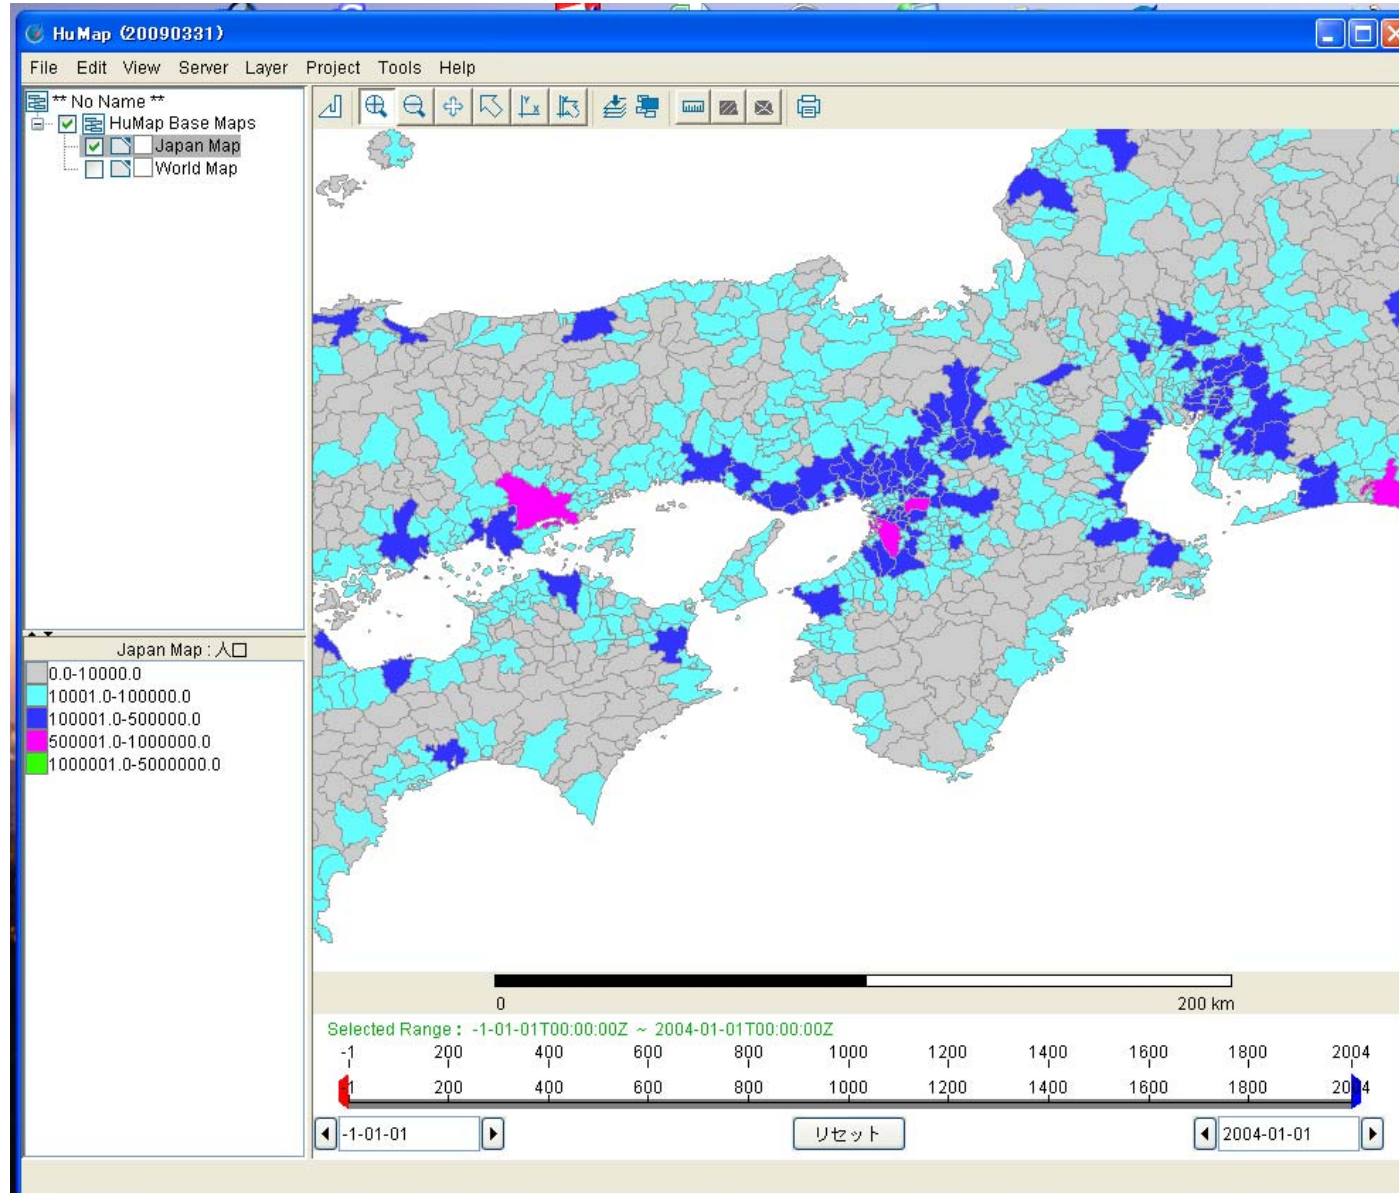 HuMap (20090331)
File Edit View Server Layer Project Tools Help
** No Name **
HuMap Base Maps
Japan Map
World Map
Japan Map : 人口
0.0-10000.0
10001.0-100000.0
100001.0-500000.0
500001.0-1000000.0
1000001.0-5000000.0
0 200 km
Selected Range : -1-01-01T00:00:00Z ~ 2004-01-01T00:00:00Z
-1 200 400 600 800 1000 1200 1400 1600 1800 2004
-1 200 400 600 800 1000 1200 1400 1600 1800 2004
-1-01-01 リセット 2004-01-01